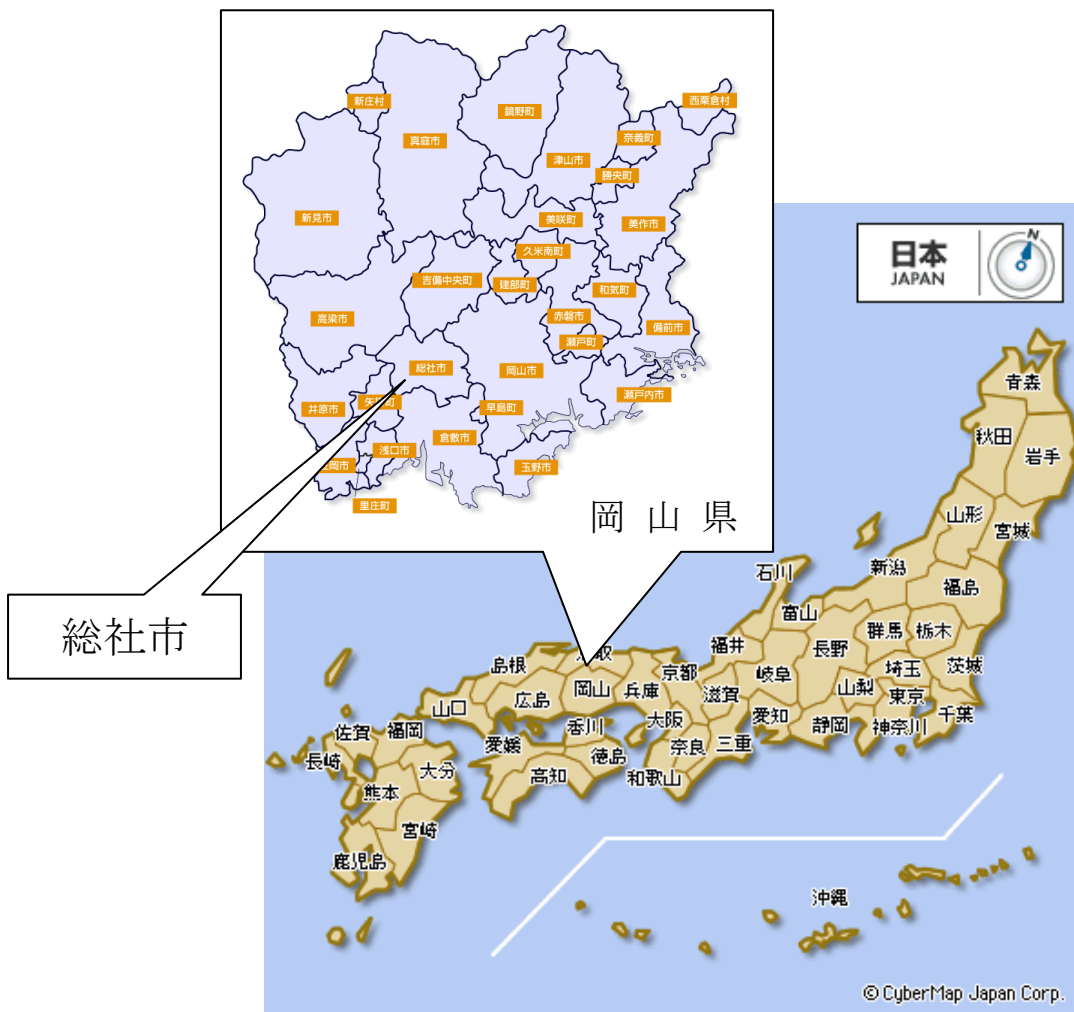 西粟倉村
新庄村
鏡野町
奈義町
真庭市
津山市
勝央町
新見市
美咲町
美作市
久米南町
吉備中央町
建部町
和気町
高梁市
赤磐市
備前市
瀬戸町
総社市
岡山市
瀬戸内市
井原市
早島町
倉敷市
浅口市
玉野市
里庄町
岡山県
総社市
日本
JAPAN
N
青森
秋田
岩手
山形
宮城
石川
新潟
福島
富山
群馬
栃木
福井
長野
島根
京都
岐阜
埼玉
茨城
岡山
兵庫
滋賀
山梨
東京
広島
山口
香川
大阪
愛知
静岡
神奈川
千葉
佐賀
福岡
愛媛
徳島
奈良
三重
長崎
大分
高知
和歌山
熊本
宮崎
鹿児島
沖縄
© CyberMap Japan Corp.